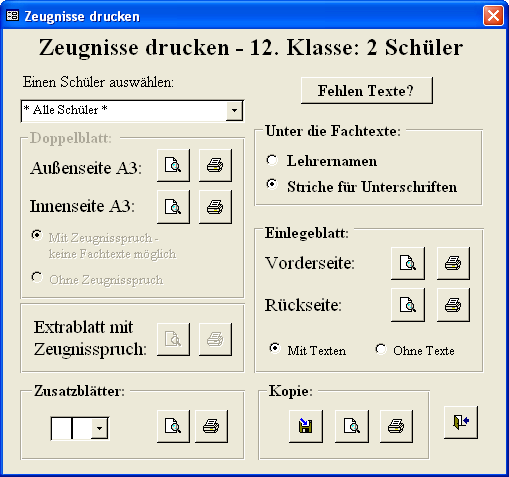 Zeugnisse drucken
Zeugnisse drucken - 12. Klasse: 2 Schüler
Einen Schüler auswählen:
* Alle Schüler *
Fehlen Texte?
Doppelblatt:
Außenseite A3:
Innenseite A3:
Mit Zeugnisspruch -
keine Fachtexte möglich
Ohne Zeugnisspruch
Unter die Fachtexte:
Lehrernamen
Striche für Unterschriften
Einlegeblatt:
Vorderseite:
Rückseite:
Mit Texten
Ohne Texte
Extrablatt mit
Zeugnisspruch:
Zusatzblätter:
Kopie: